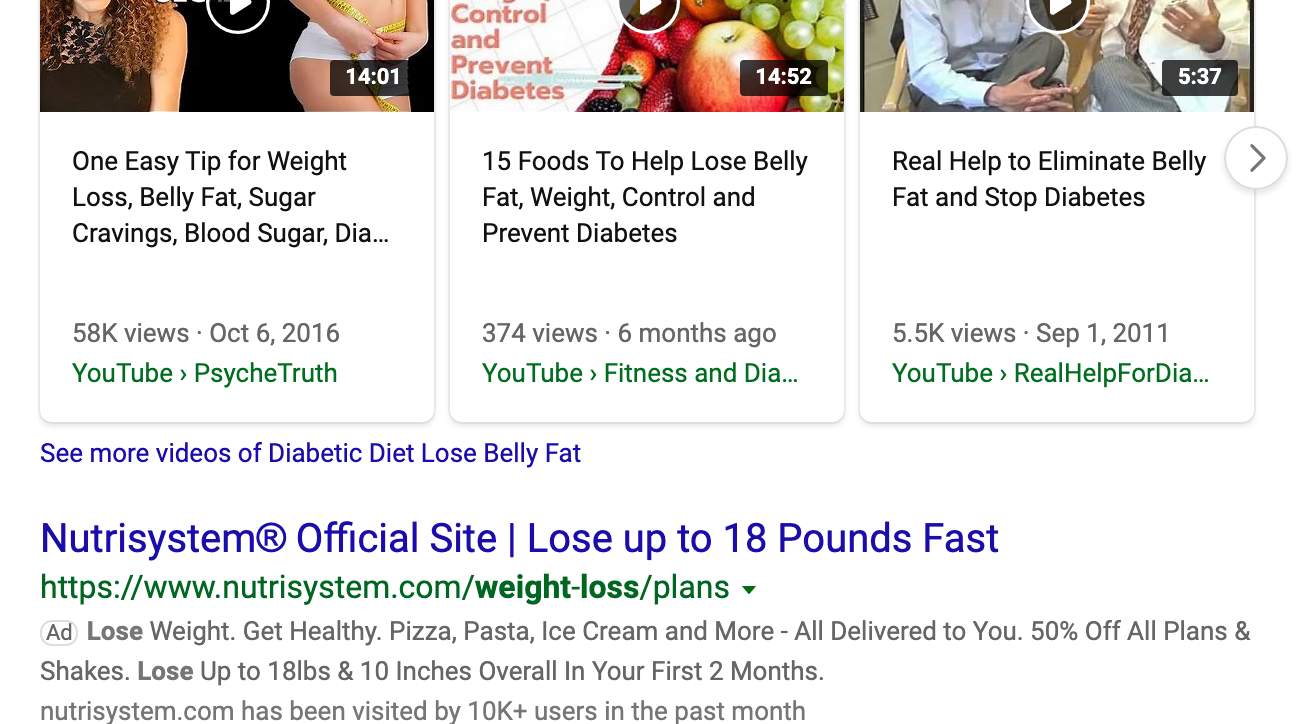 Control
and
Prevent
Diabetes
14:01
14:52
5:37
One Easy Tip for Weight
Loss, Belly Fat, Sugar
Cravings, Blood Sugar, Dia...
15 Foods To Help Lose Belly
Fat, Weight, Control and
Prevent Diabetes
Real Help to Eliminate Belly
Fat and Stop Diabetes
58K views · Oct 6, 2016
YouTube › PsycheTruth
374 views · 6 months ago
YouTube › Fitness and Dia...
5.5K views · Sep 1, 2011
YouTube › RealHelpForDia...
See more videos of Diabetic Diet Lose Belly Fat
Nutrisystem® Official Site | Lose up to 18 Pounds Fast
https://www.nutrisystem.com/weight-loss/plans
Ad Lose Weight. Get Healthy. Pizza, Pasta, Ice Cream and More - All Delivered to You. 50% Off All Plans &
Shakes. Lose Up to 18lbs & 10 Inches Overall In Your First 2 Months.
nutrisystem.com has been visited by 10K+ users in the past month